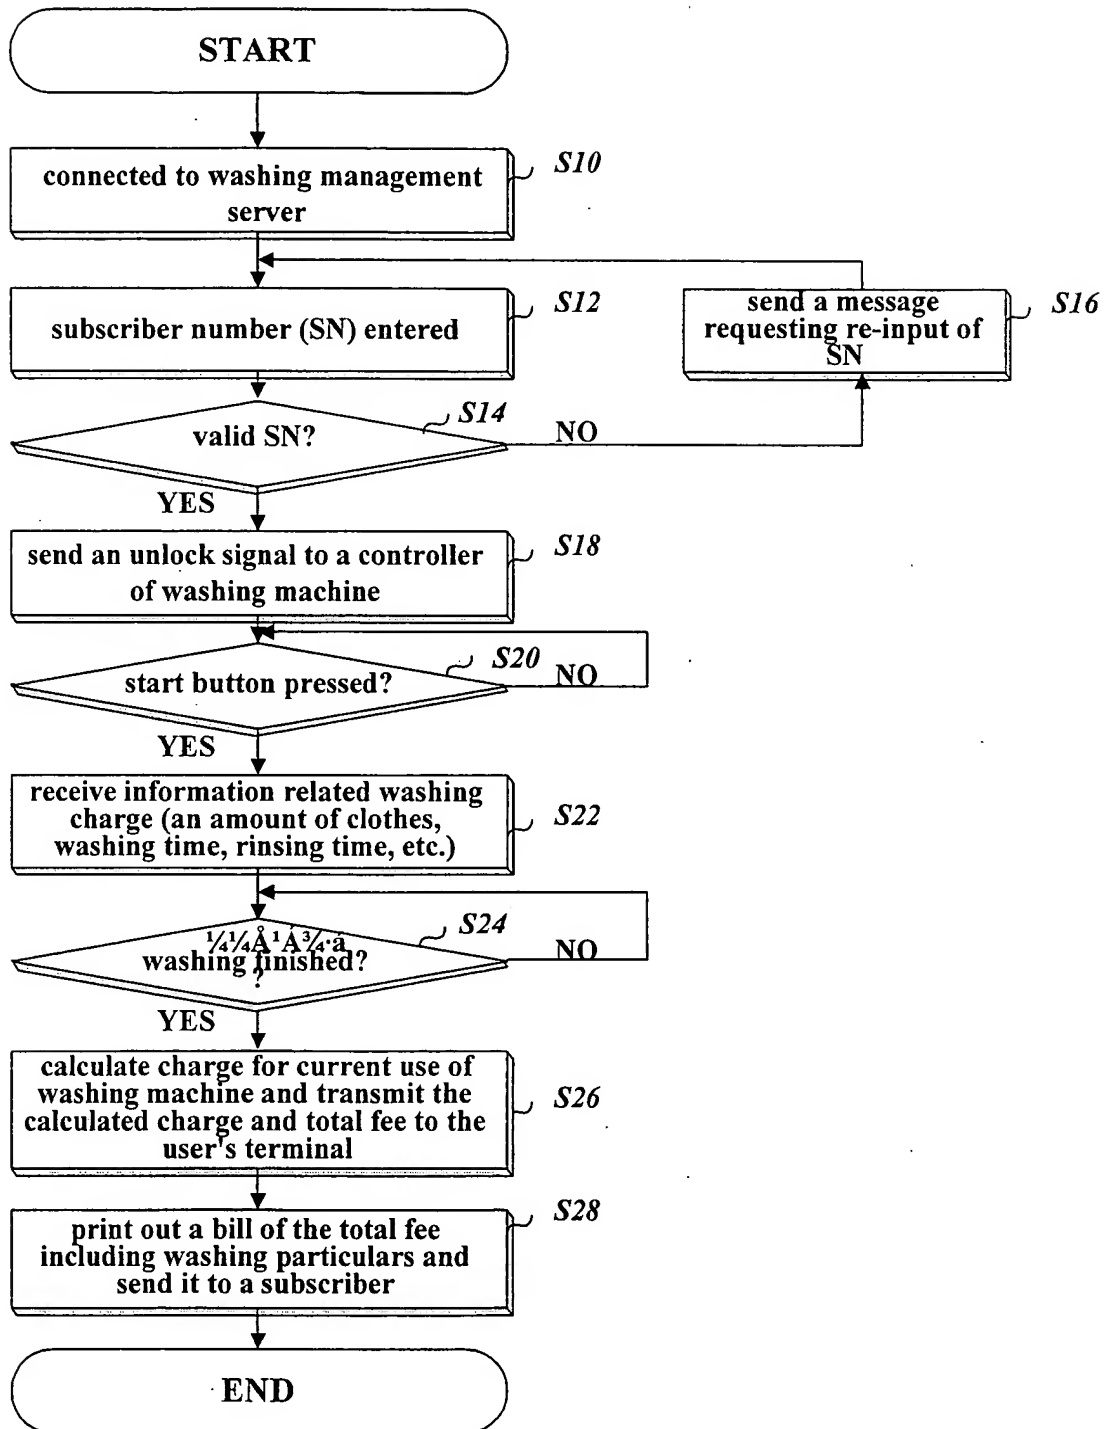 START
connected to washing management
server
S10
subscriber number (SN) entered
S12
send a message
requesting re-input of
SN
S16
valid SN?
S14
NO
YES
send an unlock signal to a controller
of washing machine
S18
start button pressed?
S20
NO
YES
receive information related washing
charge (an amount of clothes,
washing time, rinsing time, etc.)
S22
washing finished?
?
S24
NO
YES
calculate charge for current use of
washing machine and transmit the
calculated charge and total fee to the
user's terminal
S26
print out a bill of the total fee
including washing particulars and
send it to a subscriber
S28
END